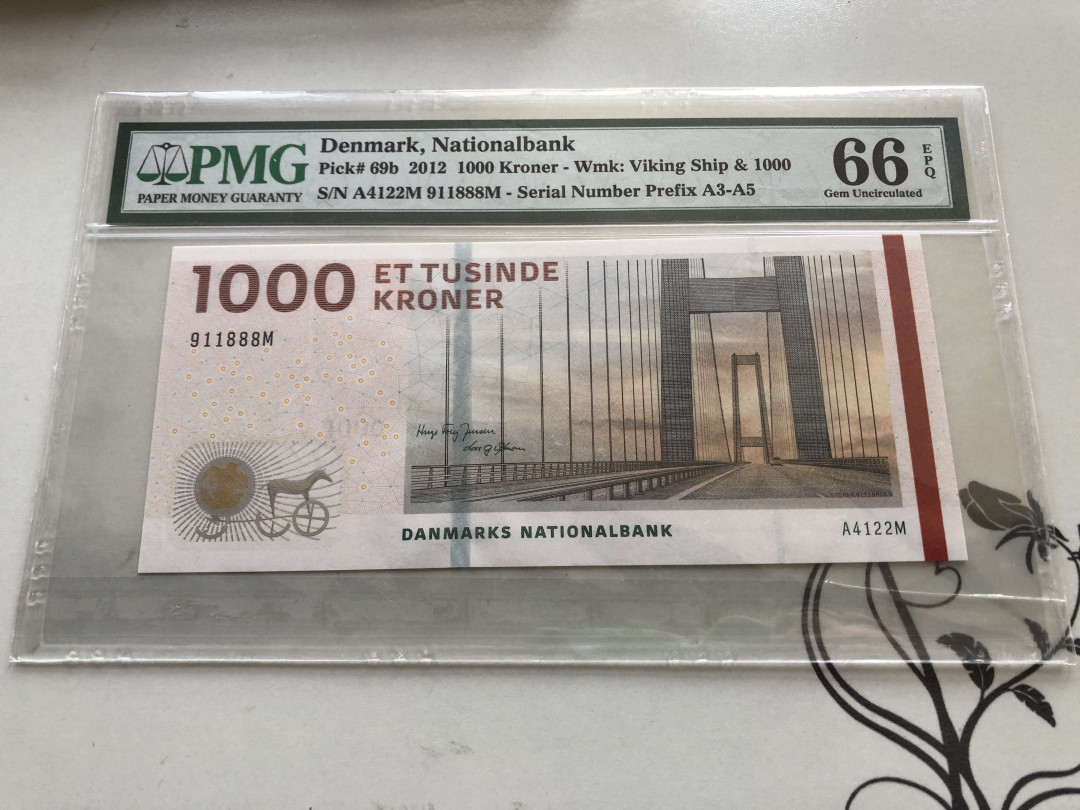 PMG
PAPER MONEY GUARANTY
Denmark, Nationalbank
Pick# 69b 2012 1000 Kroner - Wmk: Viking Ship & 1000
S/N A4122M 911888M - Serial Number Prefix A3-A5
66 EPQ
Gem Uncirculated
1000 ET TUSINDE
KRONER
911888M
1000
DANMARKS NATIONALBANK
A4122M